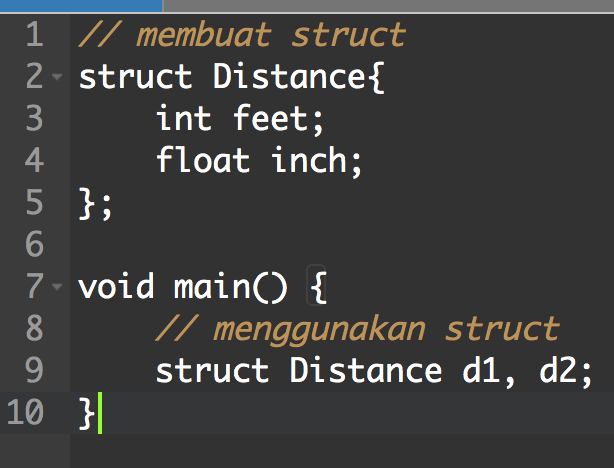 1 // membuat struct
2 struct Distance{
3     int feet;
4     float inch;
5 };
6
7 void main() {
8     // menggunakan struct
9     struct Distance d1, d2;
10 }